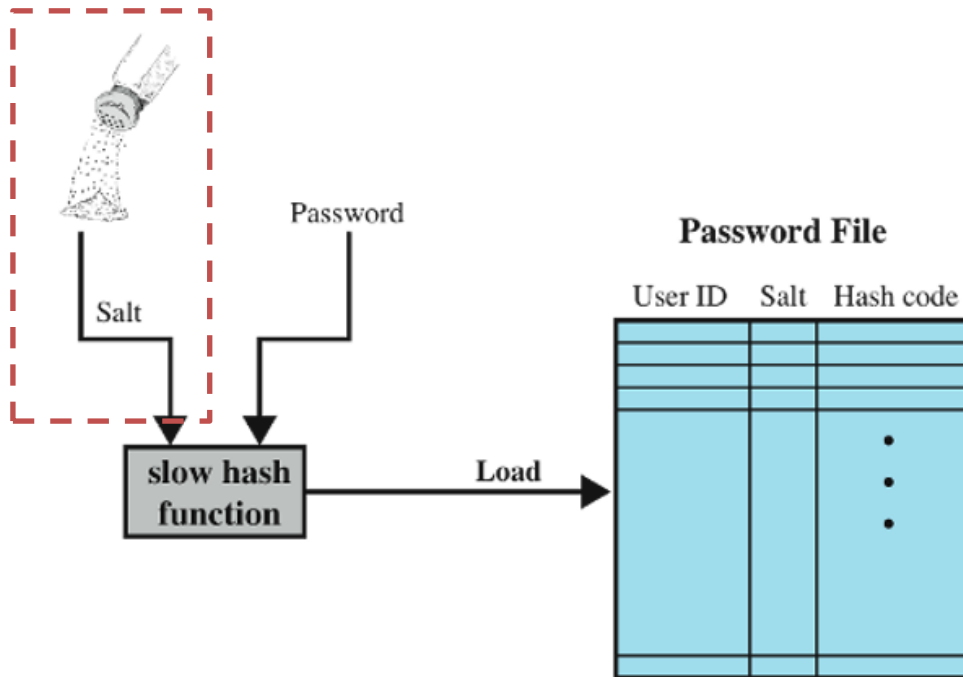 Password
Salt
slow hash
function
Load
Password File
User ID Salt Hash code